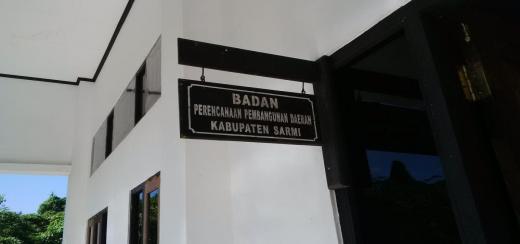 BADAN
PERENCANAAN PEMBANGUNAN DAERAH
KABUPATEN SARMI